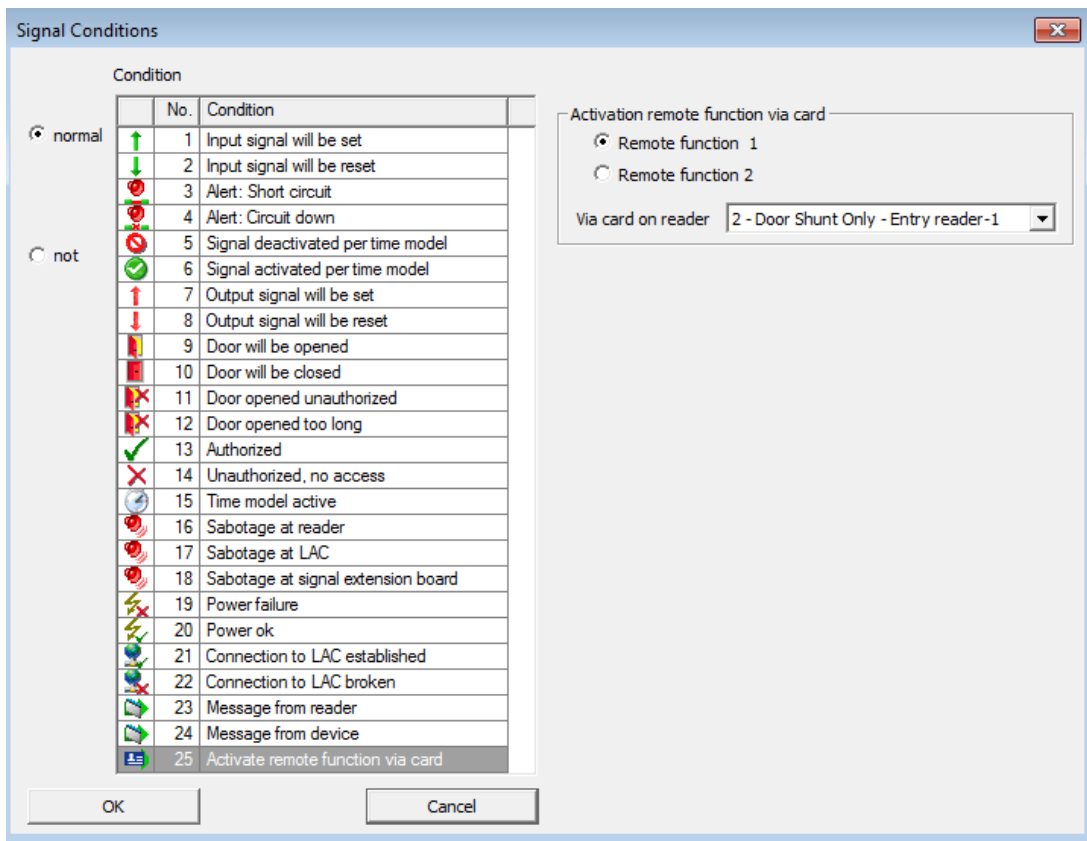 Signal Conditions
Condition
No. Condition
normal
not
1 Input signal will be set
2 Input signal will be reset
3 Alert: Short circuit
4 Alert: Circuit down
5 Signal deactivated per time model
6 Signal activated per time model
7 Output signal will be set
8 Output signal will be reset
9 Door will be opened
10 Door will be closed
11 Door opened unauthorized
12 Door opened too long
13 Authorized
14 Unauthorized, no access
15 Time model active
16 Sabotage at reader
17 Sabotage at LAC
18 Sabotage at signal extension board
19 Power failure
20 Power ok
21 Connection to LAC established
22 Connection to LAC broken
23 Message from reader
24 Message from device
25 Activate remote function via card
Activation remote function via card
Remote function 1
Remote function 2
Via card on reader 2 - Door Shunt Only - Entry reader-1
OK Cancel